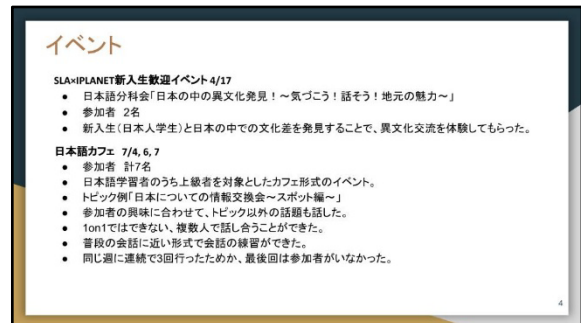 イベント
SLA×IPLANET新入生歓迎イベント 4/17
● 日本語分科会「日本の中の異文化発見！～気づこう！話そう！地元の魅力～」
● 参加者 2名
● 新入生（日本人学生）と日本の中での文化差を発見することで、異文化交流を体験してもらった。
日本語カフェ 7/4, 6, 7
● 参加者 計7名
● 日本語学習者のうち上級者を対象としたカフェ形式のイベント。
● トピック例「日本についての情報交換会～スポット編～」
● 参加者の興味に合わせて、トピック以外の話題も話した。
● 1on1ではできない、複数人で話し合うことができた。
● 普段の会話に近い形式で会話の練習ができた。
● 同じ週に連続で3回行ったためか、最後回は参加者がいなかった。
4